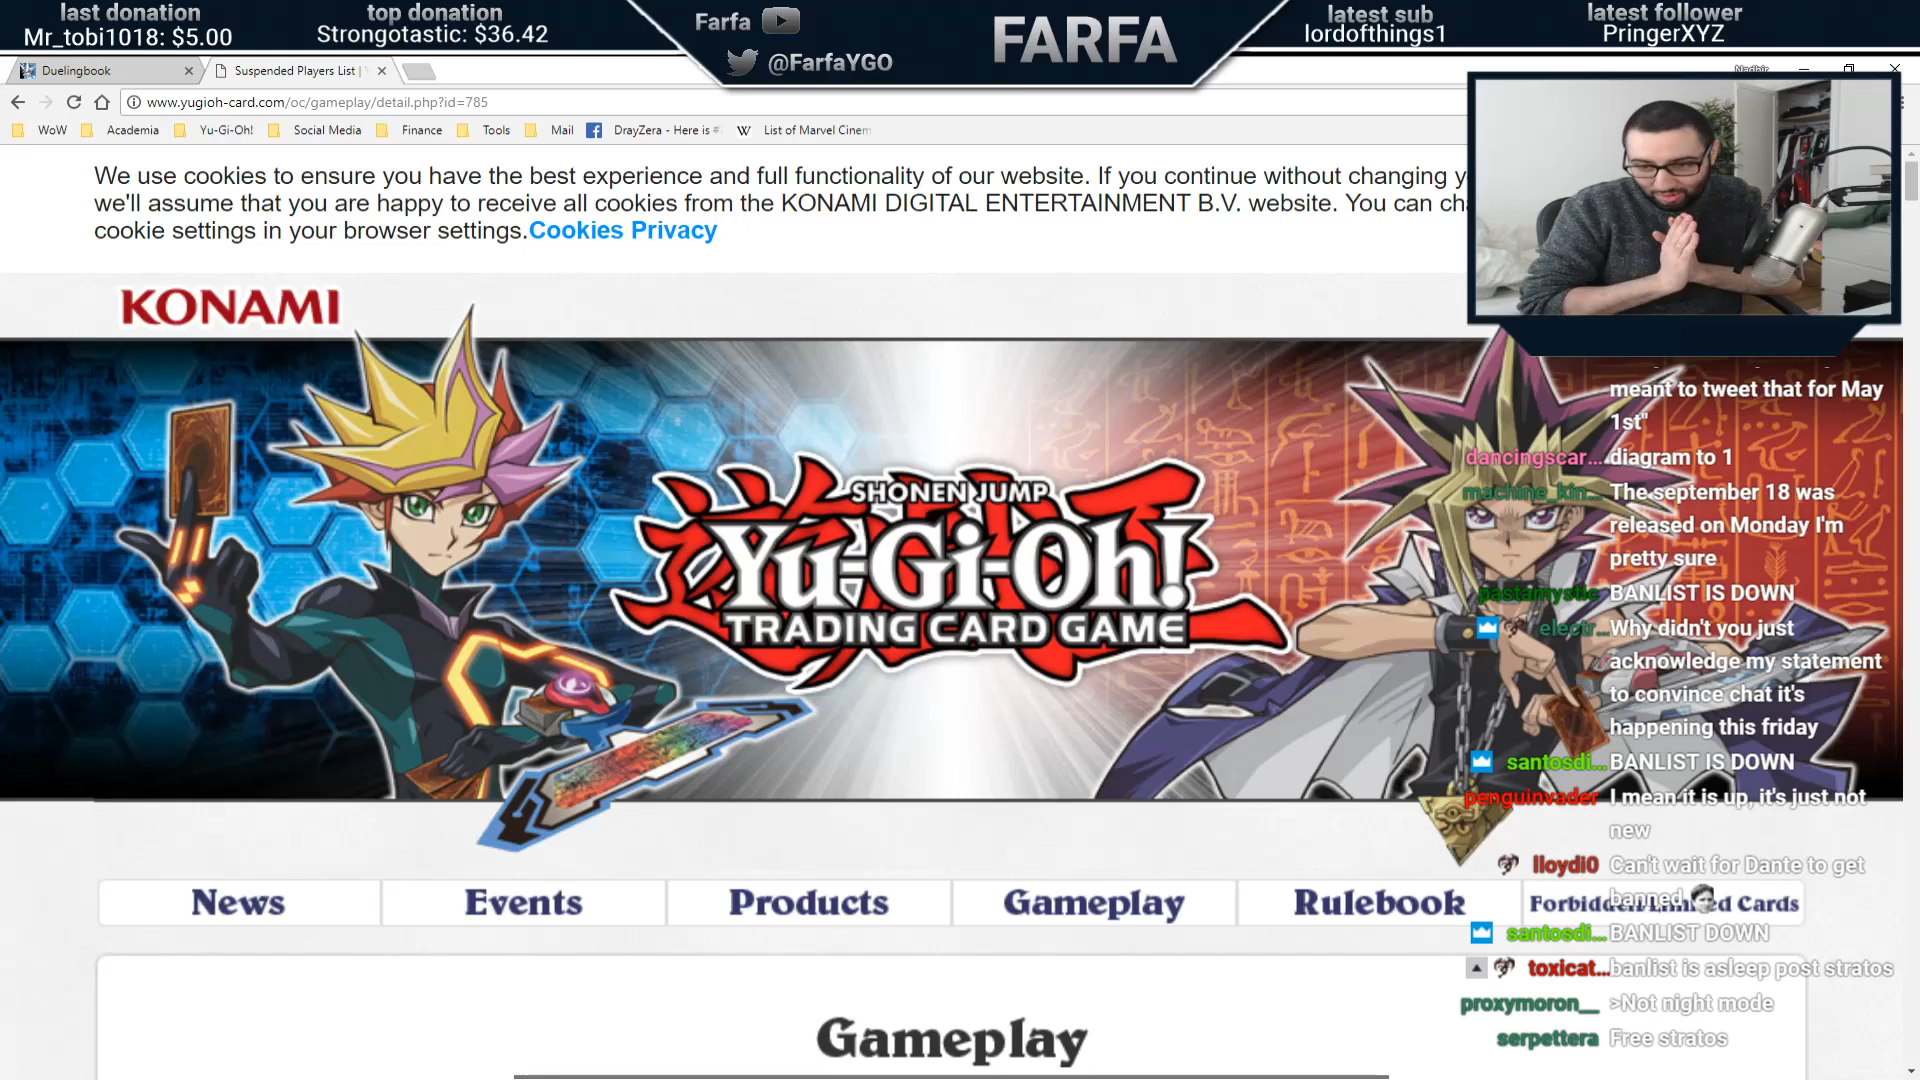 last donation
Mr_tobi1018: $5.00
top donation
Strongotastic: $36.42
Farfa
@FarfaYGO
FARFA
latest sub
lordofthings1
latest follower
PringerXYZ
Duelingbook
Suspended Players List |
www.yugioh-card.com/oc/gameplay/detail.php?id=785
WoW
Academia
Yu-Gi-Oh!
Social Media
Finance
Tools
Mail
DrayZera - Here is #
W
List of Marvel Cinem
We use cookies to ensure you have the best experience and full functionality of our website. If you continue without changing
we'll assume that you are happy to receive all cookies from the KONAMI DIGITAL ENTERTAINMENT B.V. website. You can
cookie settings in your browser settings.Cookies Privacy
KONAMI
SHONEN JUMP
Yu-Gi-Oh!
TRADING CARD GAME
meant to tweet that for May
1st"
dancingscar... diagram to 1
machine_kin... The september 18 was
released on Monday I'm
pretty sure
pastamystic BANLIST IS DOWN
electr... Why didn't you just
acknowledge my statement
to convince chat it's
happening this friday
santosdi... BANLIST IS DOWN
penguinvader I mean it is up, it's just not
new
lloydi0 Can't wait for Dante to get
banned
santosdi... BANLIST DOWN
toxicat... banlist is asleep post stratos
proxymoron__ >Not night mode
serpettera Free stratos
News
Events
Products
Gameplay
Rulebook
Cards
Gameplay